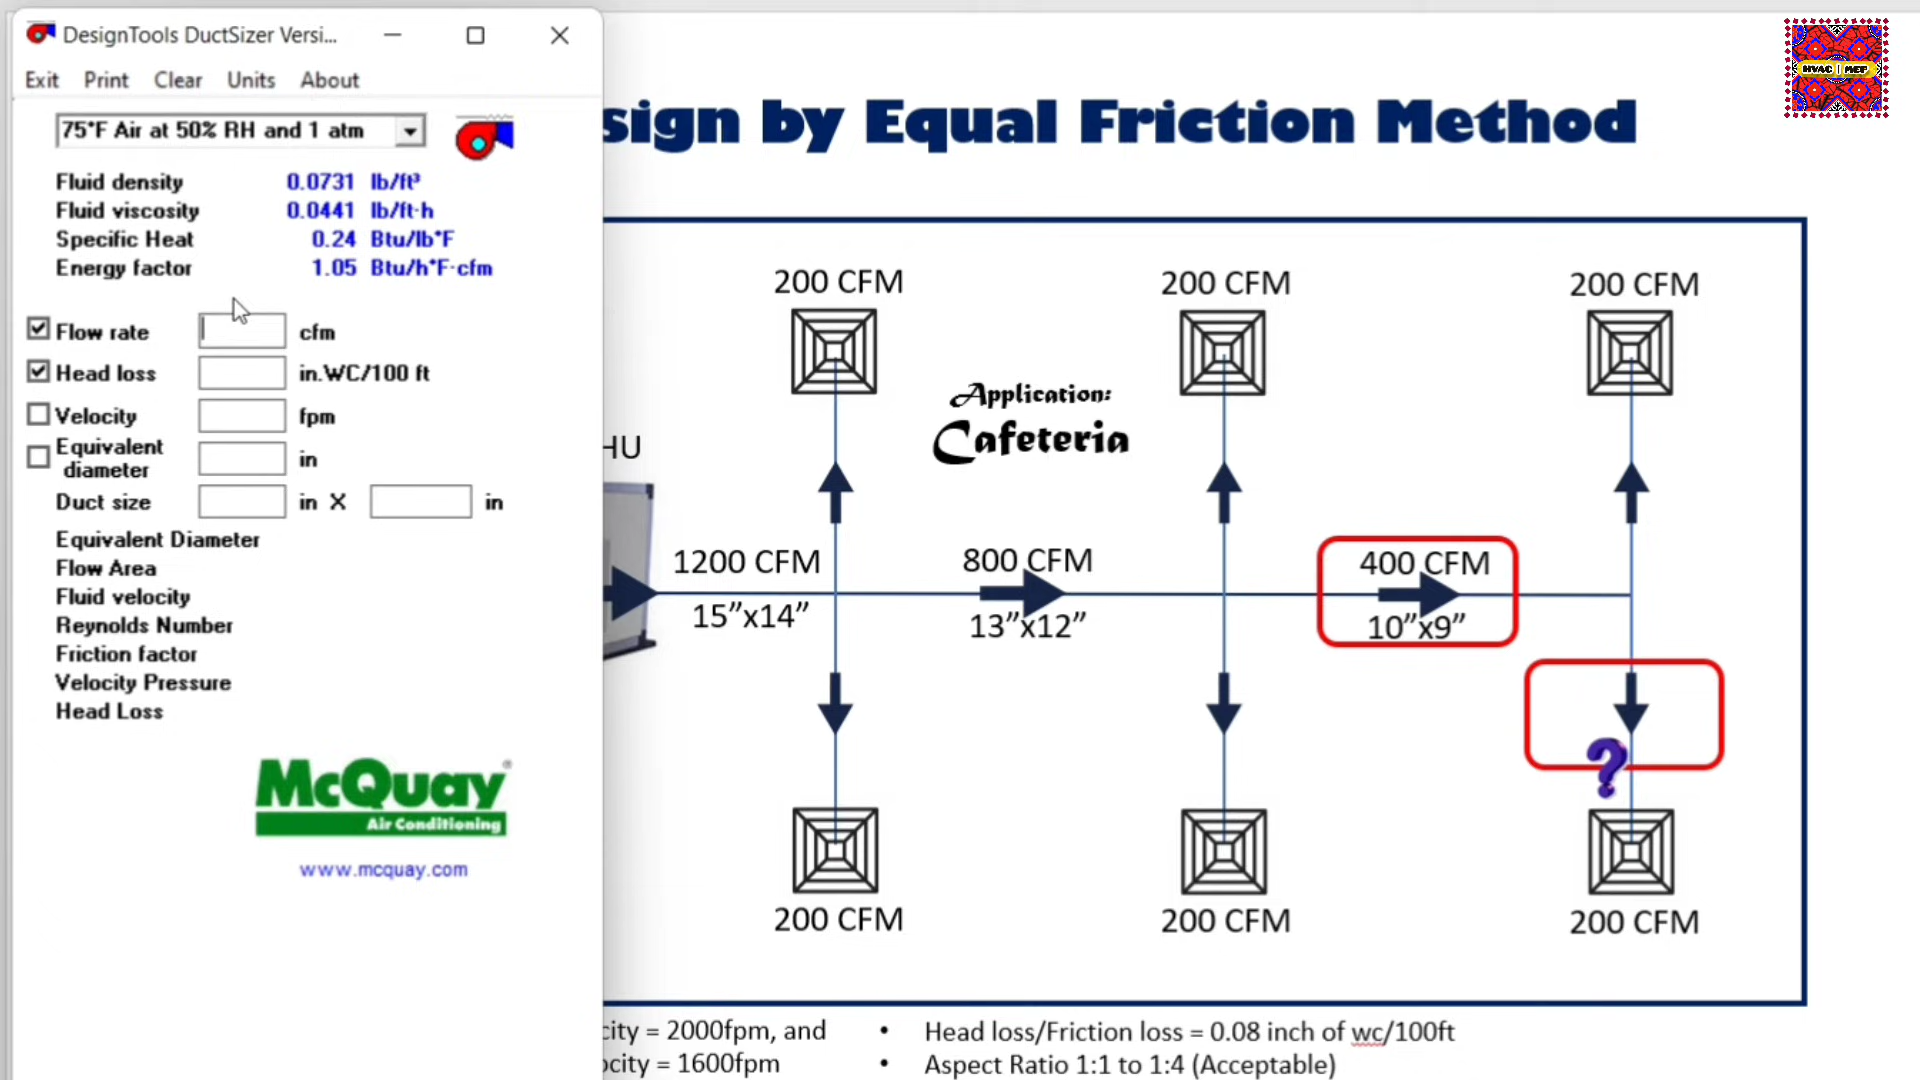 DesignTools DuctSizer Versi...
Exit Print Clear Units About
75°F Air at 50% RH and 1 atm
Fluid density 0.0731 lb/ft³
Fluid viscosity 0.0441 lb/ft·h
Specific Heat 0.24 Btu/lb°F
Energy factor 1.05 Btu/h°F·cfm
Flow rate cfm
Head loss in.WC/100 ft
Velocity fpm
Equivalent
diameter in
Duct size in X in
Equivalent Diameter
Flow Area
Fluid velocity
Reynolds Number
Friction factor
Velocity Pressure
Head Loss
McQuay®
Air Conditioning
www.mcquay.com
sign by Equal Friction Method
HVAC | MEP
200 CFM 200 CFM 200 CFM
Application:
Cafeteria
HU
1200 CFM 800 CFM 400 CFM
15”x14” 13”x12” 10”x9”
?
200 CFM 200 CFM 200 CFM
city = 2000fpm, and
ocity = 1600fpm
• Head loss/Friction loss = 0.08 inch of wc/100ft
• Aspect Ratio 1:1 to 1:4 (Acceptable)